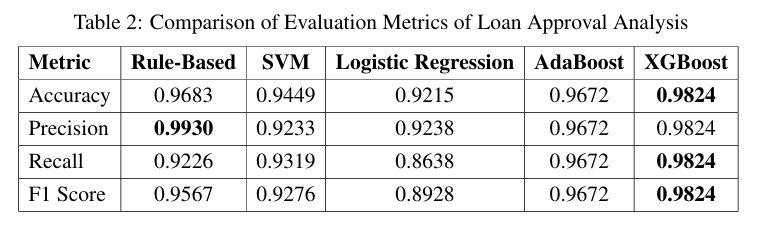 Table 2: Comparison of Evaluation Metrics of Loan Approval Analysis
Metric Rule-Based SVM Logistic Regression AdaBoost XGBoost
Accuracy 0.9683 0.9449 0.9215 0.9672 0.9824
Precision 0.9930 0.9233 0.9238 0.9672 0.9824
Recall 0.9226 0.9319 0.8638 0.9672 0.9824
F1 Score 0.9567 0.9276 0.8928 0.9672 0.9824